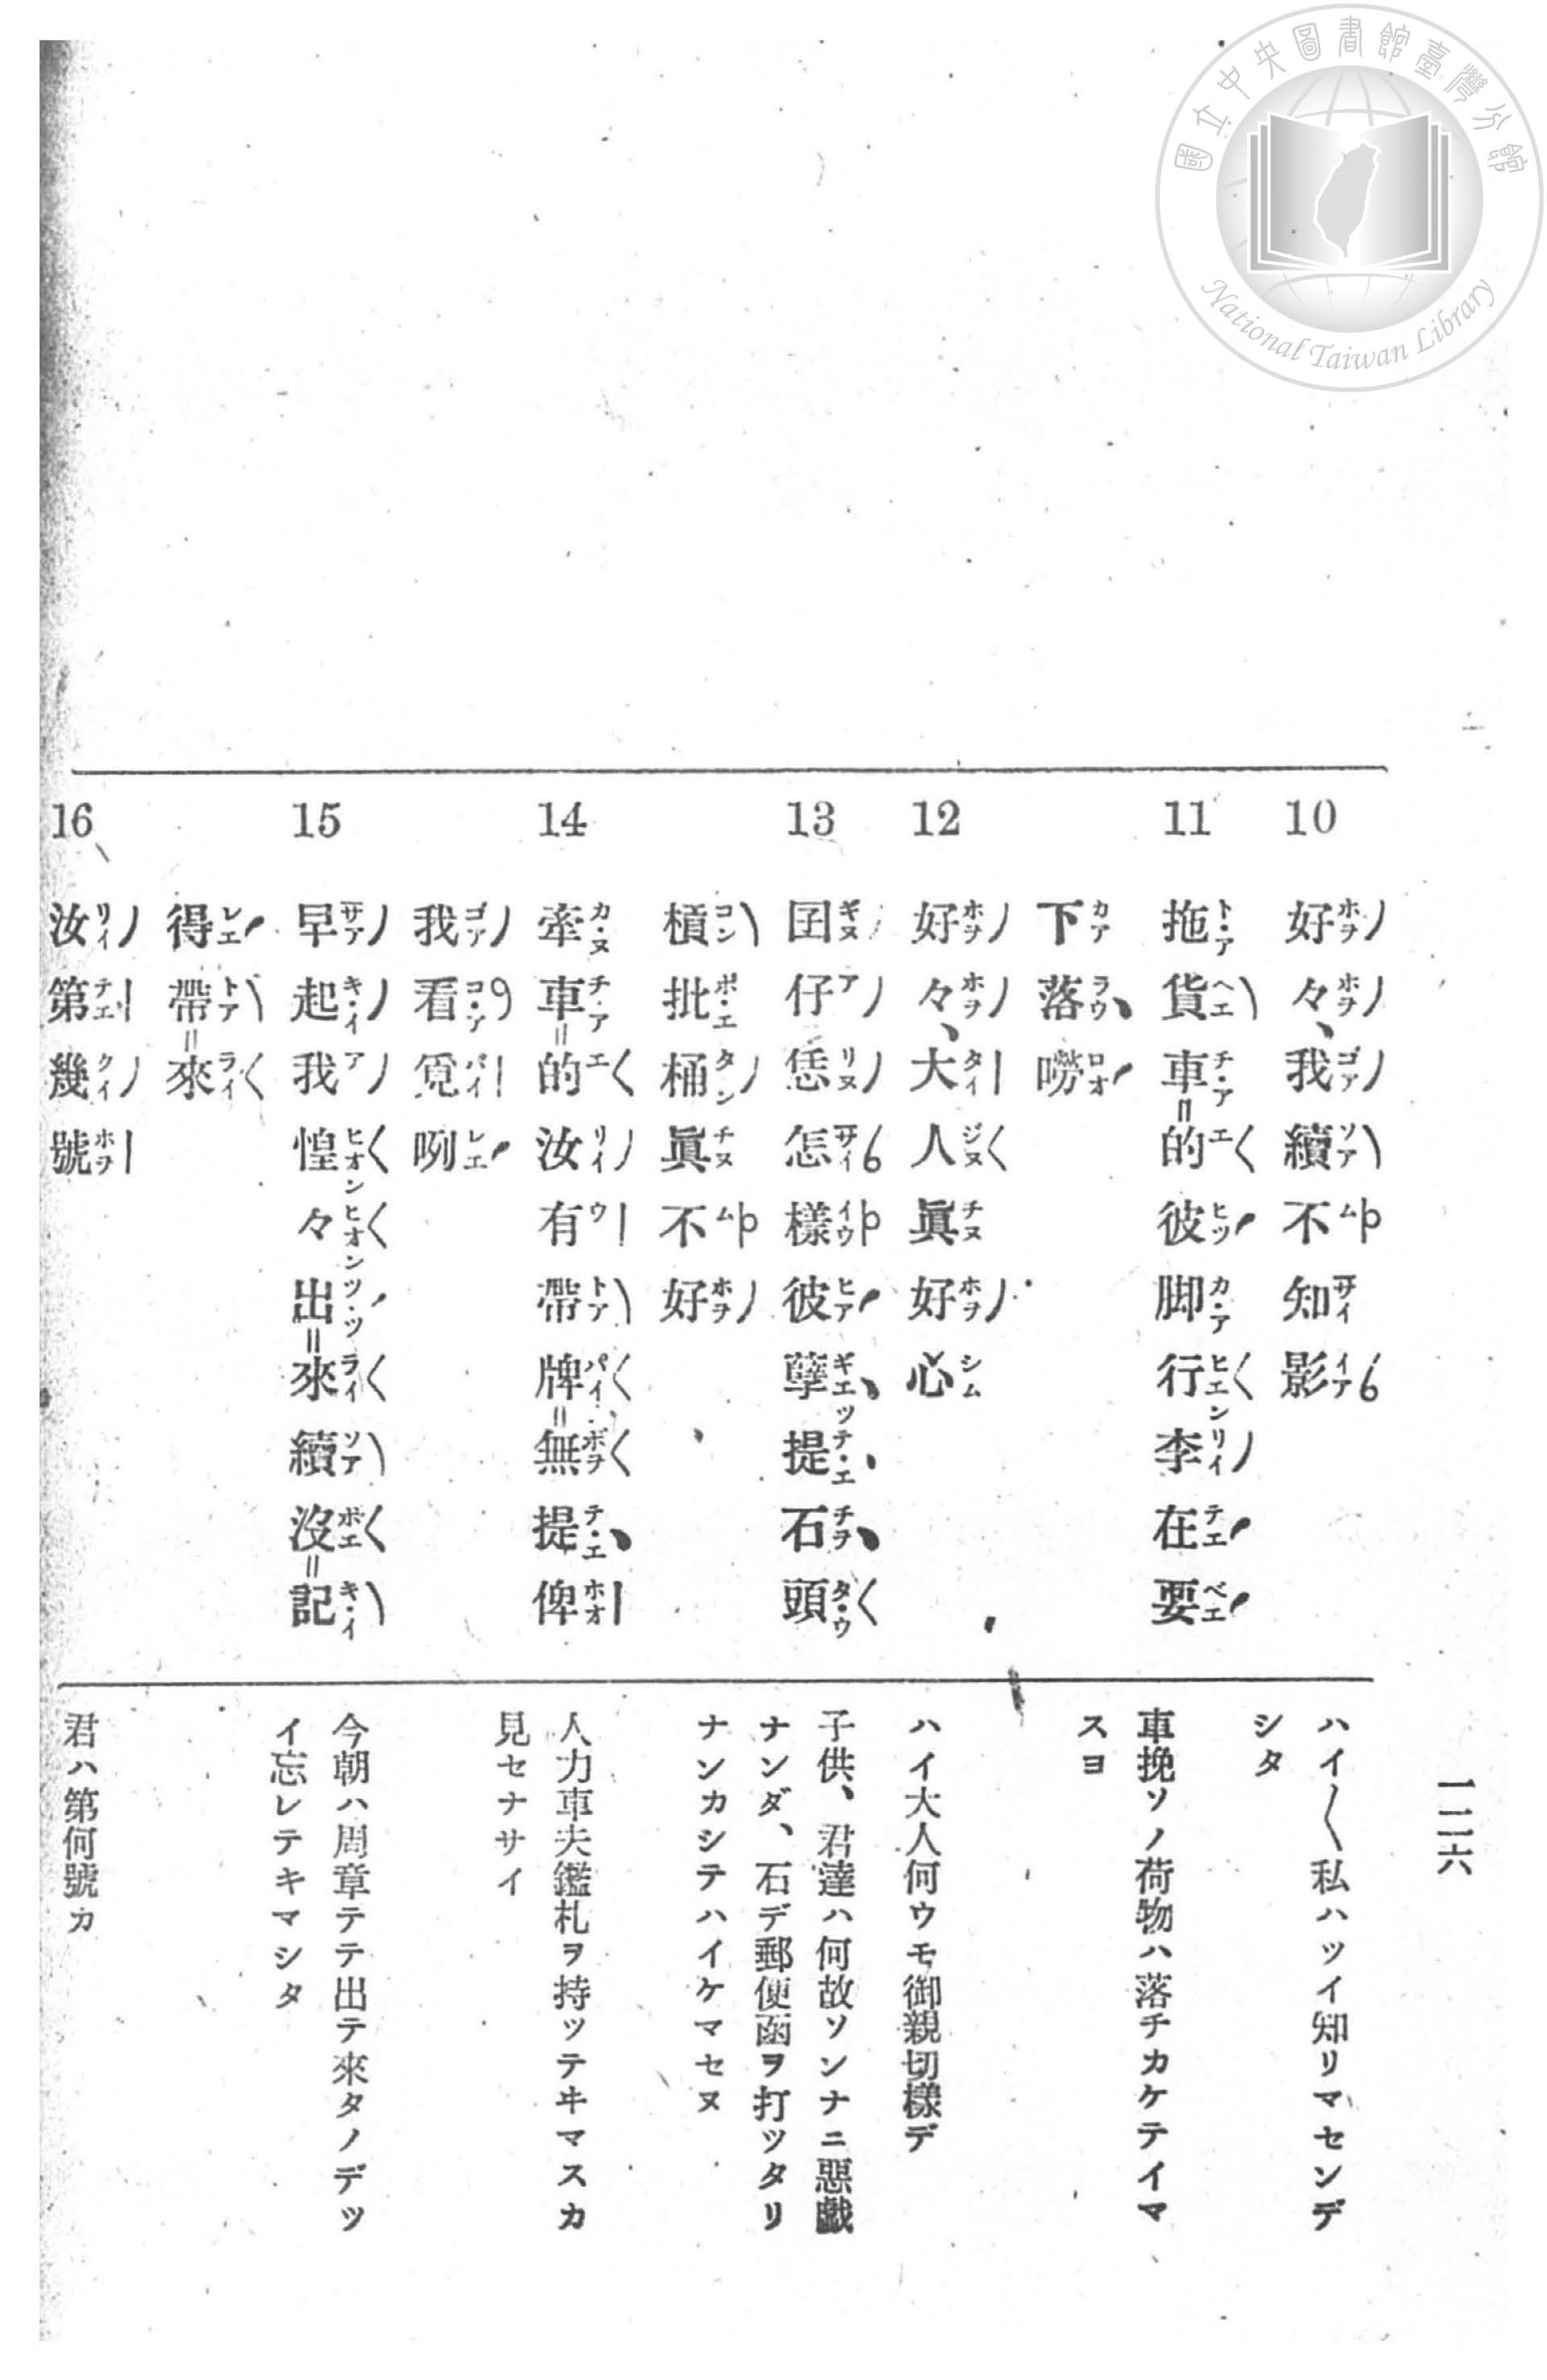 國立中央圖書館臺灣分館
National Taiwan Library
一二六
10 好々、我續不知影
ハイ〱私ハツイ知リマセンデ
シタ
11 拖貨車=的彼脚行李在要
下落嘮
車挽ソノ荷物ハ落チカケテイマ
スヨ
12 好々、大人眞好心
ハイ大人何ウモ御親切樣デ
13 囝仔恁怎樣彼孽提石頭
槓批桶眞不好
子供、君達ハ何故ソンナニ惡戯
ナンダ、石デ郵便函ヲ打ツタリ
ナンカシテハイケマセヌ
14 牽車=的汝有帶牌=無提俾
我看覓咧
人力車夫鑑札ヲ持ツテヰマスカ
見セナサイ
15 早起我惶々出=來續沒=記
得帶=來
今朝ハ周章テテ出テ來タノデツ
イ忘レテキマシタ
16 汝第幾號
君ハ第何號カ